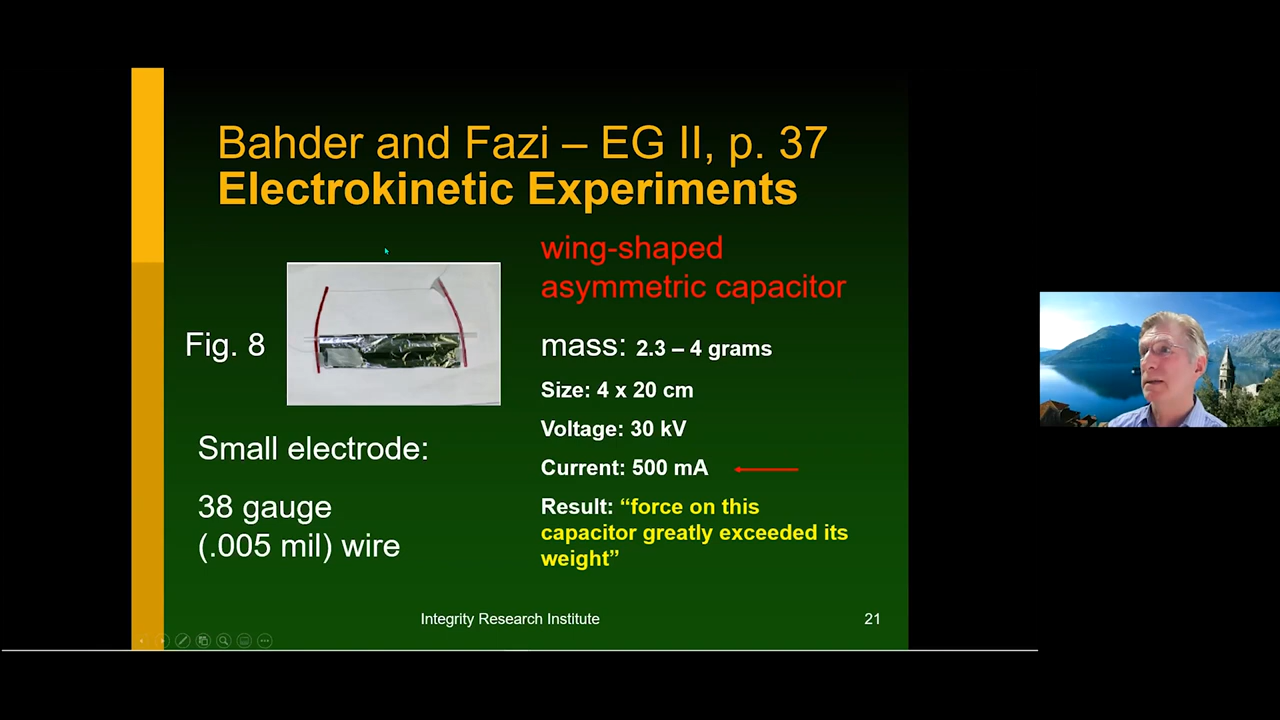 Bahder and Fazi – EG II, p. 37
Electrokinetic Experiments
wing-shaped
asymmetric capacitor
Fig. 8
mass: 2.3 – 4 grams
Size: 4 x 20 cm
Voltage: 30 kV
Current: 500 mA
Result: “force on this
capacitor greatly exceeded its
weight”
Small electrode:
38 gauge
(.005 mil) wire
Integrity Research Institute
21